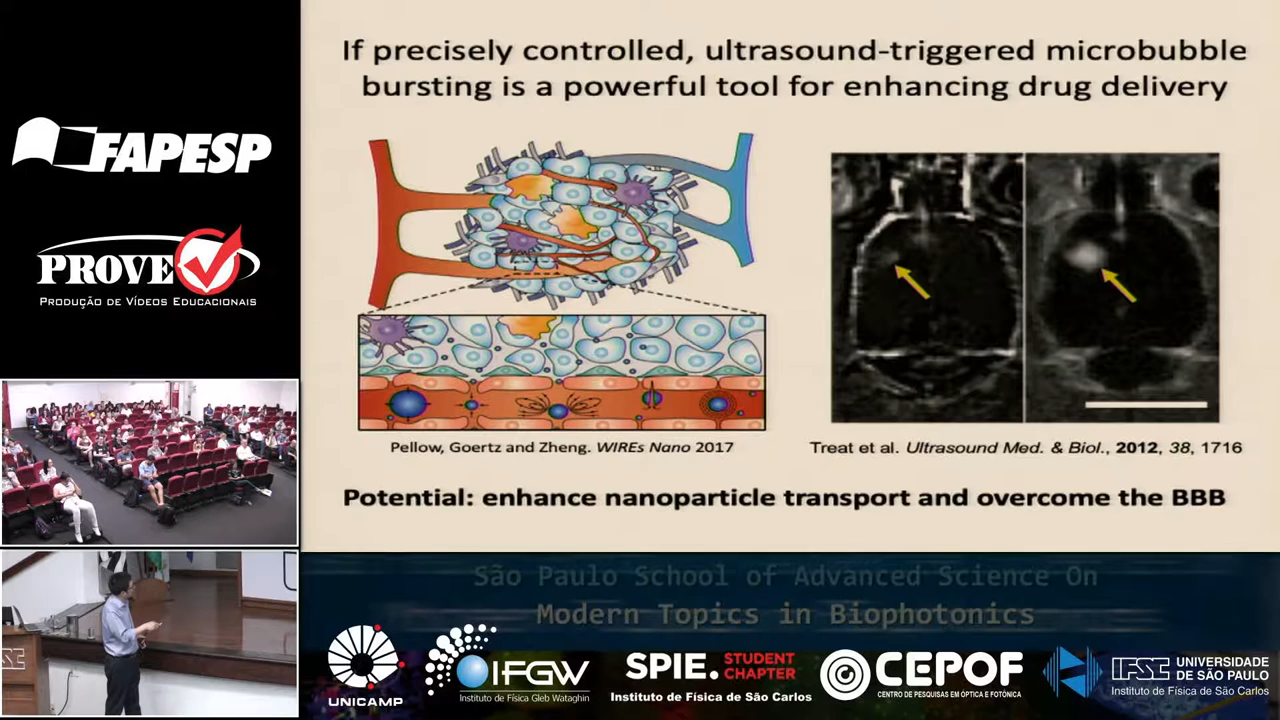 If precisely controlled, ultrasound-triggered microbubble
bursting is a powerful tool for enhancing drug delivery
FAPESP
PROVE
PRODUÇÃO DE VÍDEOS EDUCACIONAIS
Pellow, Goertz and Zheng. WIREs Nano 2017
Treat et al. Ultrasound Med. & Biol., 2012, 38, 1716
Potential: enhance nanoparticle transport and overcome the BBB
São Paulo School of Advanced Science On
Modern Topics in Biophotonics
UNICAMP
IFGW
Instituto de Física Gleb Wataghin
SPIE. STUDENT
CHAPTER
Instituto de Física de São Carlos
CEPOF
CENTRO DE PESQUISAS EM ÓPTICA E FOTÔNICA
IFSC UNIVERSIDADE
DE SÃO PAULO
Instituto de Física de São Carlos